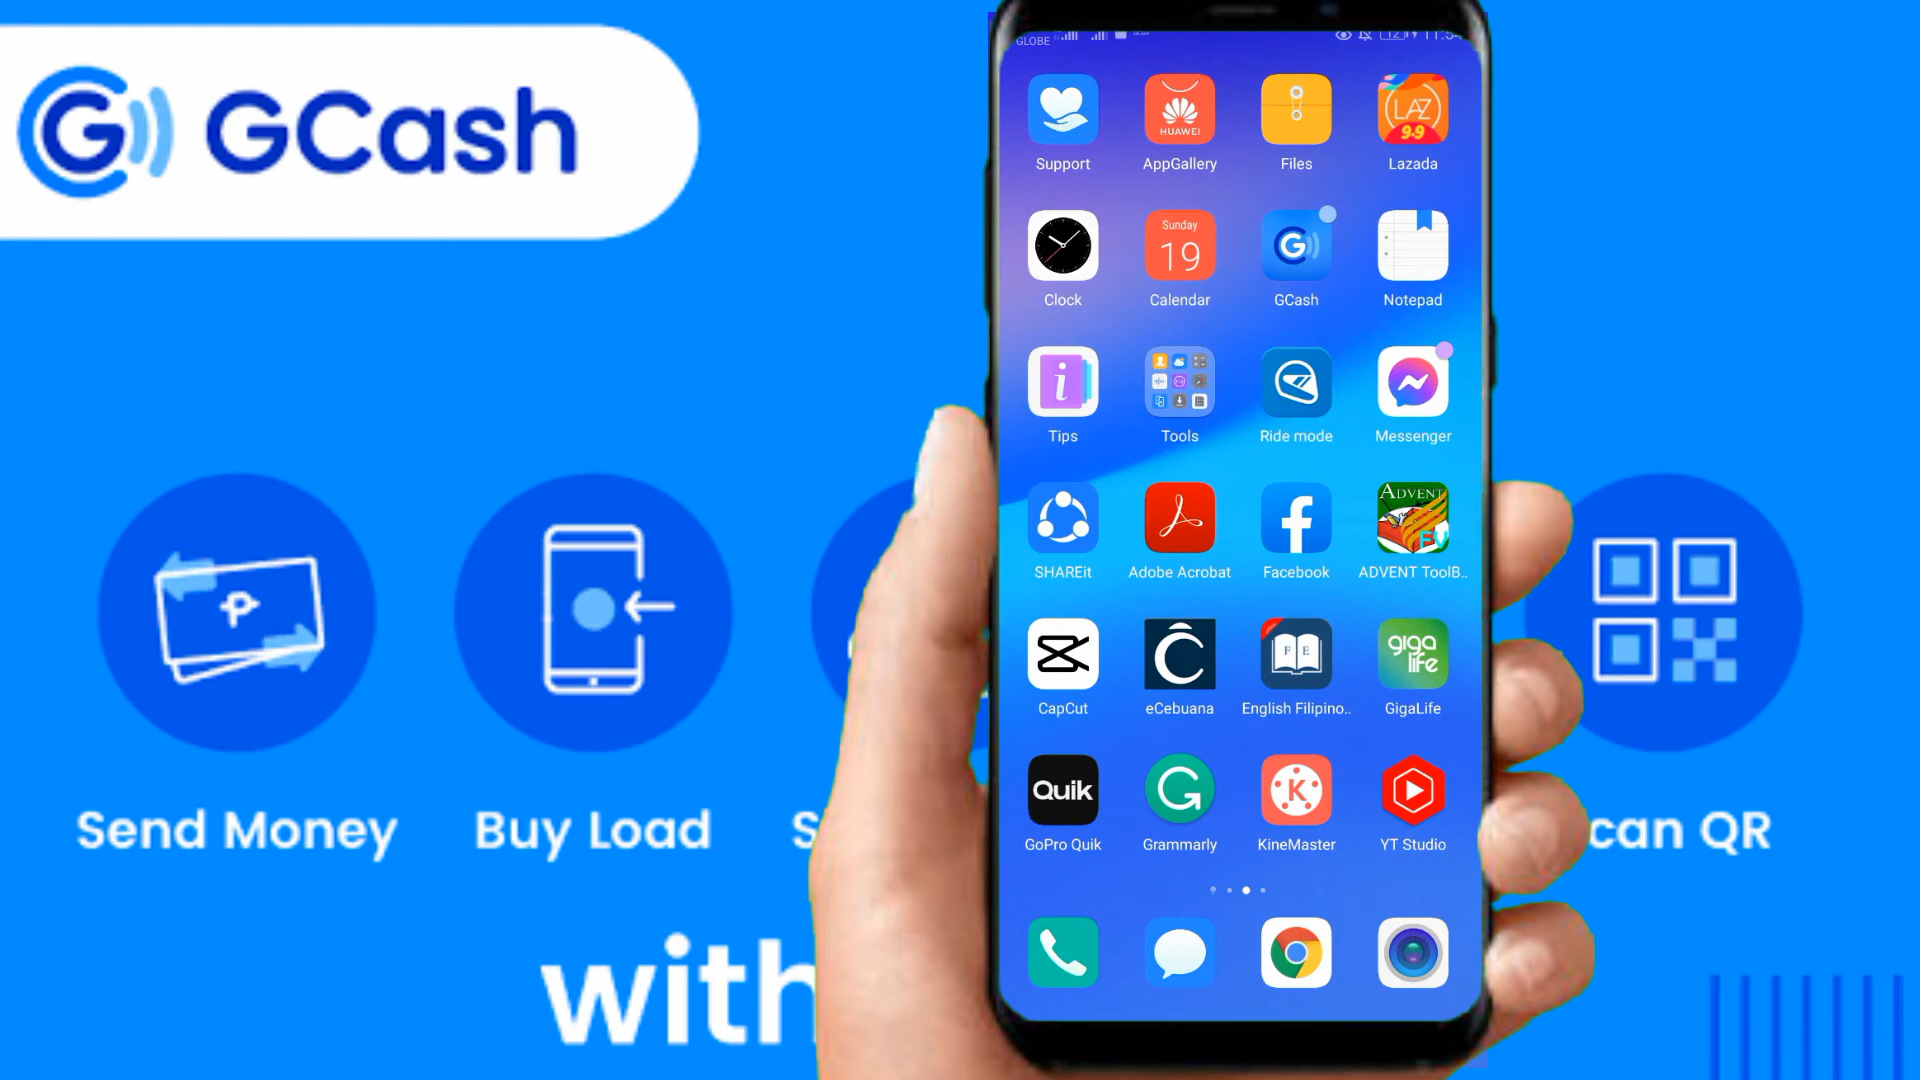 GCash
GLOBE
HUAWEI
LAZ
9.9
Support
AppGallery
Files
Lazada
Sunday
19
Clock
Calendar
GCash
Notepad
Tips
Tools
Ride mode
Messenger
ADVENT
SHAREit
Adobe Acrobat
Facebook
ADVENT ToolB..
F E
giga
life
CapCut
eCebuana
English Filipino..
GigaLife
Quik
GoPro Quik
Grammarly
KineMaster
YT Studio
Send Money
Buy Load
S
can QR
with